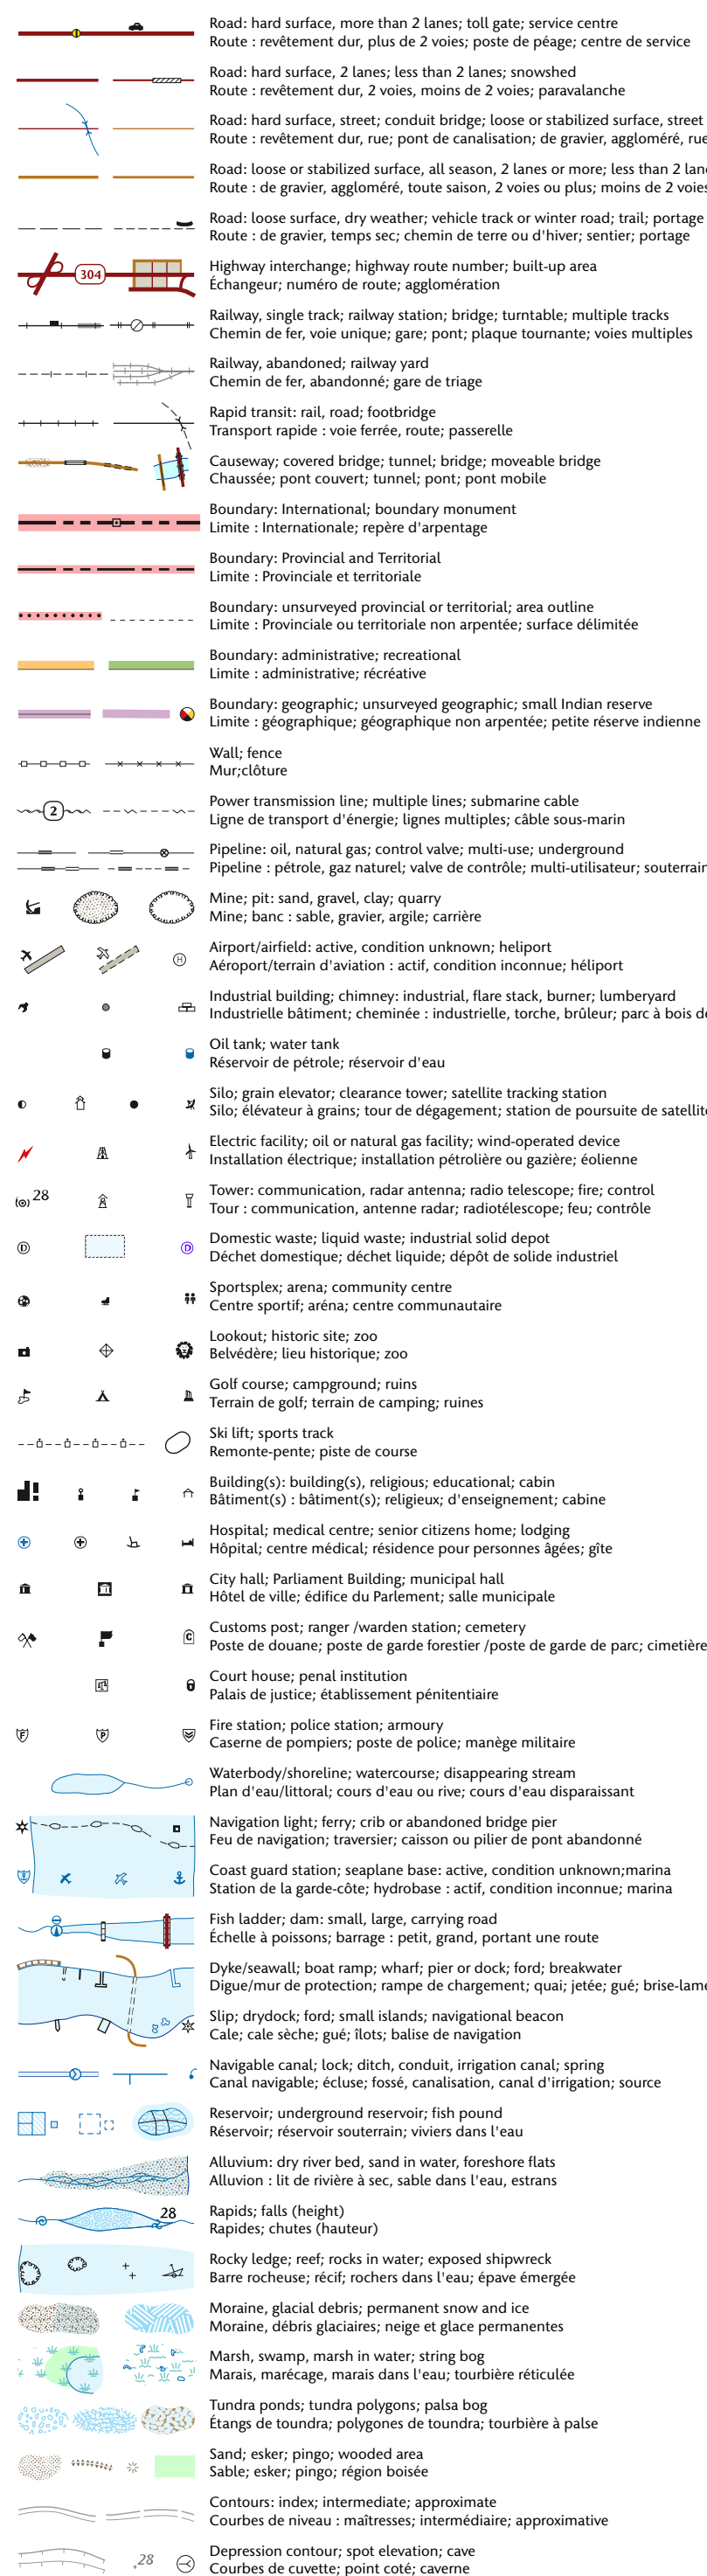 Road: hard surface, more than 2 lanes; toll gate; service centre
Route : revêtement dur, plus de 2 voies; poste de péage; centre de service
Road: hard surface, 2 lanes; less than 2 lanes; snowshed
Route : revêtement dur, 2 voies, moins de 2 voies; paravalanche
Road: hard surface, street; conduit bridge; loose or stabilized surface, street
Route : revêtement dur, rue; pont de canalisation; de gravier, aggloméré, rue
Road: loose or stabilized surface, all season, 2 lanes or more; less than 2 lan
Route : de gravier, aggloméré, toute saison, 2 voies ou plus; moins de 2 voies
Road: loose surface, dry weather; vehicle track or winter road; trail; portage
Route : de gravier, temps sec; chemin de terre ou d'hiver; sentier; portage
304
Highway interchange; highway route number; built-up area
Échangeur; numéro de route; agglomération
Railway, single track; railway station; bridge; turntable; multiple tracks
Chemin de fer, voie unique; gare; pont; plaque tournante; voies multiples
Railway, abandoned; railway yard
Chemin de fer, abandonné; gare de triage
Rapid transit: rail, road; footbridge
Transport rapide : voie ferrée, route; passerelle
Causeway; covered bridge; tunnel; bridge; moveable bridge
Chaussée; pont couvert; tunnel; pont; pont mobile
Boundary: International; boundary monument
Limite : Internationale; repère d'arpentage
Boundary: Provincial and Territorial
Limite : Provinciale et territoriale
Boundary: unsurveyed provincial or territorial; area outline
Limite : Provinciale ou territoriale non arpentée; surface délimitée
Boundary: administrative; recreational
Limite : administrative; récréative
Boundary: geographic; unsurveyed geographic; small Indian reserve
Limite : géographique; géographique non arpentée; petite réserve indienne
Wall; fence
Mur;clôture
2
Power transmission line; multiple lines; submarine cable
Ligne de transport d'énergie; lignes multiples; câble sous-marin
Pipeline: oil, natural gas; control valve; multi-use; underground
Pipeline : pétrole, gaz naturel; valve de contrôle; multi-utilisateur; souterrain
Mine; pit: sand, gravel, clay; quarry
Mine; banc : sable, gravier, argile; carrière
H
Airport/airfield: active, condition unknown; heliport
Aéroport/terrain d'aviation : actif, condition inconnue; héliport
Industrial building; chimney: industrial, flare stack, burner; lumberyard
Industrielle bâtiment; cheminée : industrielle, torche, brûleur; parc à bois de
Oil tank; water tank
Réservoir de pétrole; réservoir d'eau
Silo; grain elevator; clearance tower; satellite tracking station
Silo; élévateur à grains; tour de dégagement; station de poursuite de satellite
Electric facility; oil or natural gas facility; wind-operated device
Installation électrique; installation pétrolière ou gazière; éolienne
28
Tower: communication, radar antenna; radio telescope; fire; control
Tour : communication, antenne radar; radiotélescope; feu; contrôle
D D
Domestic waste; liquid waste; industrial solid depot
Déchet domestique; déchet liquide; dépôt de solide industriel
Sportsplex; arena; community centre
Centre sportif; aréna; centre communautaire
Lookout; historic site; zoo
Belvédère; lieu historique; zoo
Golf course; campground; ruins
Terrain de golf; terrain de camping; ruines
Ski lift; sports track
Remonte-pente; piste de course
Building(s): building(s), religious; educational; cabin
Bâtiment(s) : bâtiment(s); religieux; d'enseignement; cabine
Hospital; medical centre; senior citizens home; lodging
Hôpital; centre médical; résidence pour personnes âgées; gîte
City hall; Parliament Building; municipal hall
Hôtel de ville; édifice du Parlement; salle municipale
C
Customs post; ranger /warden station; cemetery
Poste de douane; poste de garde forestier /poste de garde de parc; cimetière
Court house; penal institution
Palais de justice; établissement pénitentiaire
F P
Fire station; police station; armoury
Caserne de pompiers; poste de police; manège militaire
Waterbody/shoreline; watercourse; disappearing stream
Plan d'eau/littoral; cours d'eau ou rive; cours d'eau disparaissant
Navigation light; ferry; crib or abandoned bridge pier
Feu de navigation; traversier; caisson ou pilier de pont abandonné
Coast guard station; seaplane base: active, condition unknown;marina
Station de la garde-côte; hydrobase : actif, condition inconnue; marina
Fish ladder; dam: small, large, carrying road
Échelle à poissons; barrage : petit, grand, portant une route
Dyke/seawall; boat ramp; wharf; pier or dock; ford; breakwater
Digue/mur de protection; rampe de chargement; quai; jetée; gué; brise-lame
Slip; drydock; ford; small islands; navigational beacon
Cale; cale sèche; gué; îlots; balise de navigation
Navigable canal; lock; ditch, conduit, irrigation canal; spring
Canal navigable; écluse; fossé, canalisation, canal d'irrigation; source
Reservoir; underground reservoir; fish pound
Réservoir; réservoir souterrain; viviers dans l'eau
Alluvium: dry river bed, sand in water, foreshore flats
Alluvion : lit de rivière à sec, sable dans l'eau, estrans
28
Rapids; falls (height)
Rapides; chutes (hauteur)
Rocky ledge; reef; rocks in water; exposed shipwreck
Barre rocheuse; récif; rochers dans l'eau; épave émergée
Moraine, glacial debris; permanent snow and ice
Moraine, débris glaciaires; neige et glace permanentes
Marsh, swamp, marsh in water; string bog
Marais, marécage, marais dans l'eau; tourbière réticulée
Tundra ponds; tundra polygons; palsa bog
Étangs de toundra; polygones de toundra; tourbière à palse
Sand; esker; pingo; wooded area
Sable; esker; pingo; région boisée
Contours: index; intermediate; approximate
Courbes de niveau : maîtresses; intermédiaire; approximative
.28
Depression contour; spot elevation; cave
Courbes de cuvette; point coté; caverne